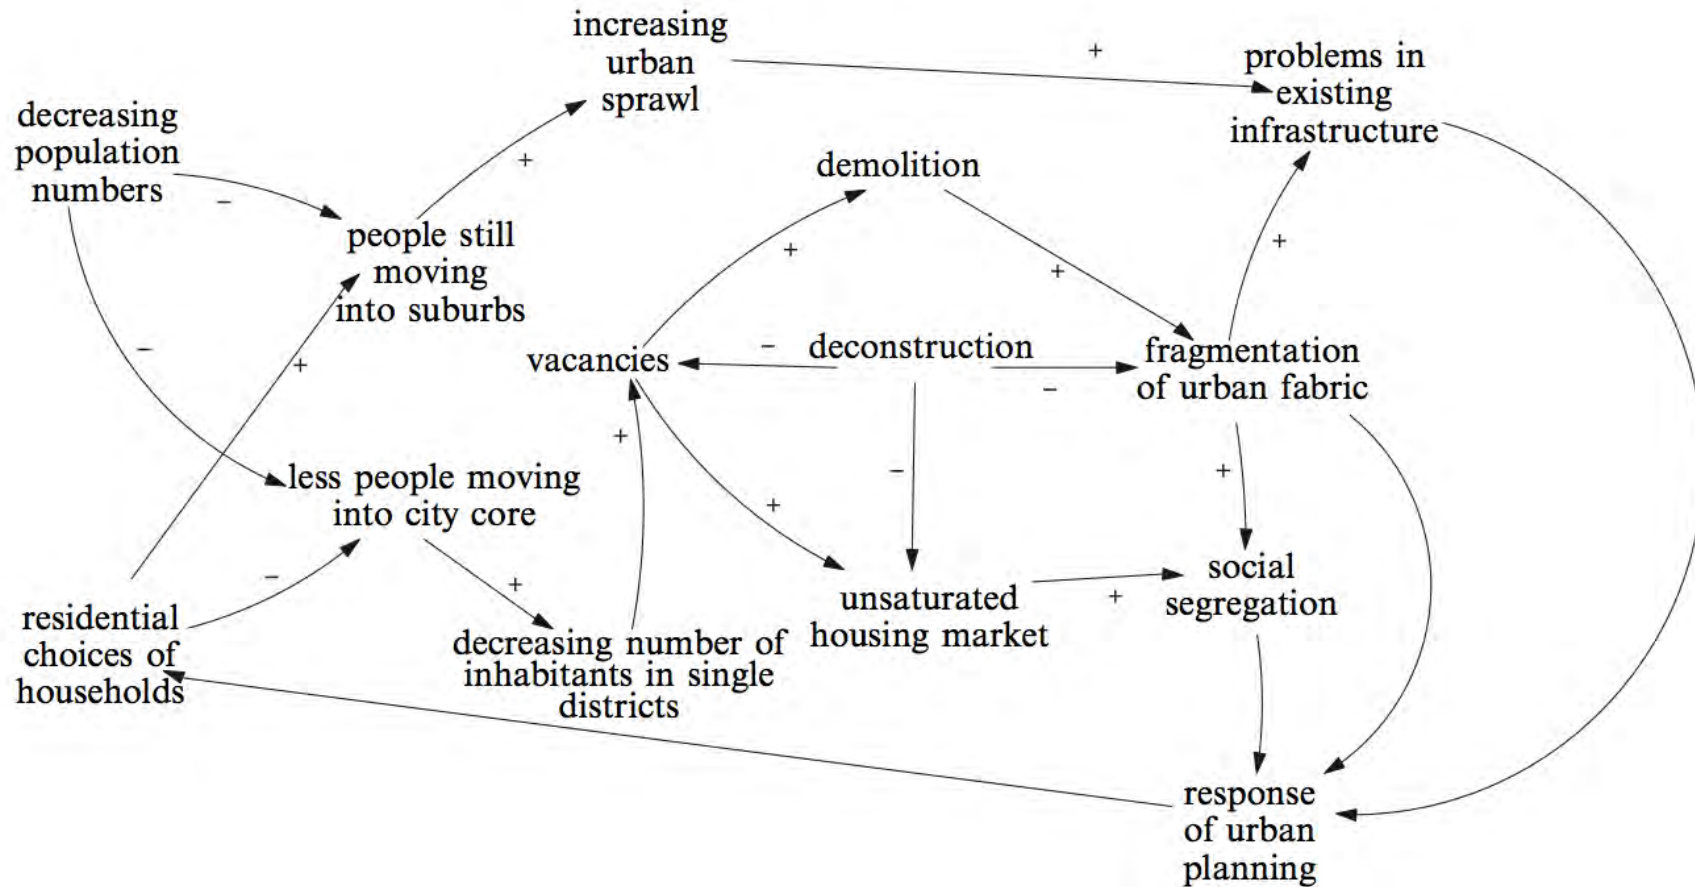 increasing
urban
sprawl
+
problems in
existing
infrastructure
decreasing
population
numbers
+
demolition
–
people still
moving
into suburbs
+
+
+
–
+
vacancies
–
deconstruction
–
fragmentation
of urban fabric
+
–
+
less people moving
into city core
+
–
+
unsaturated
housing market
+
social
segregation
residential
choices of
households
decreasing number of
inhabitants in single
districts
response
of urban
planning